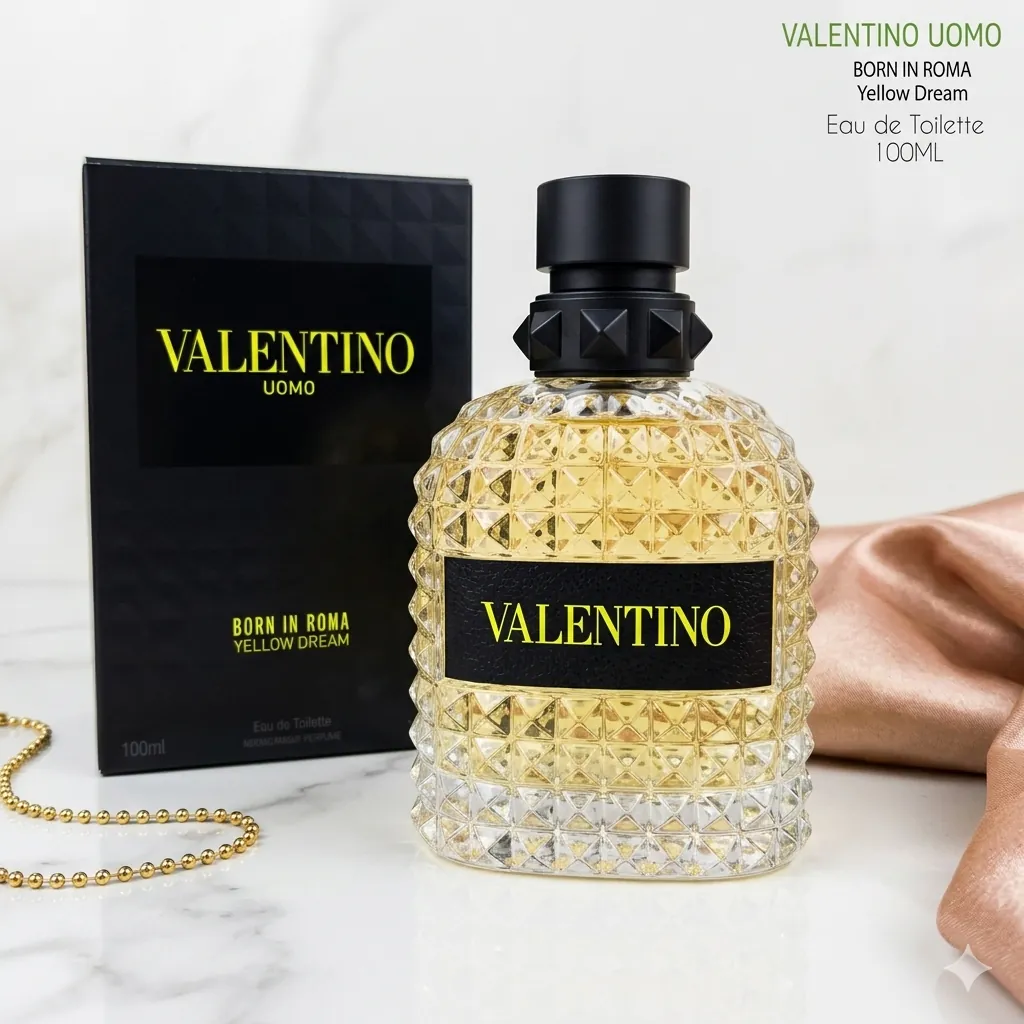 VALENTINO UOMO
BORN IN ROMA
Yellow Dream
Eau de Toilette
100ML
VALENTINO
UOMO
BORN IN ROMA
YELLOW DREAM
Eau de Toilette
100ml
VALENTINO